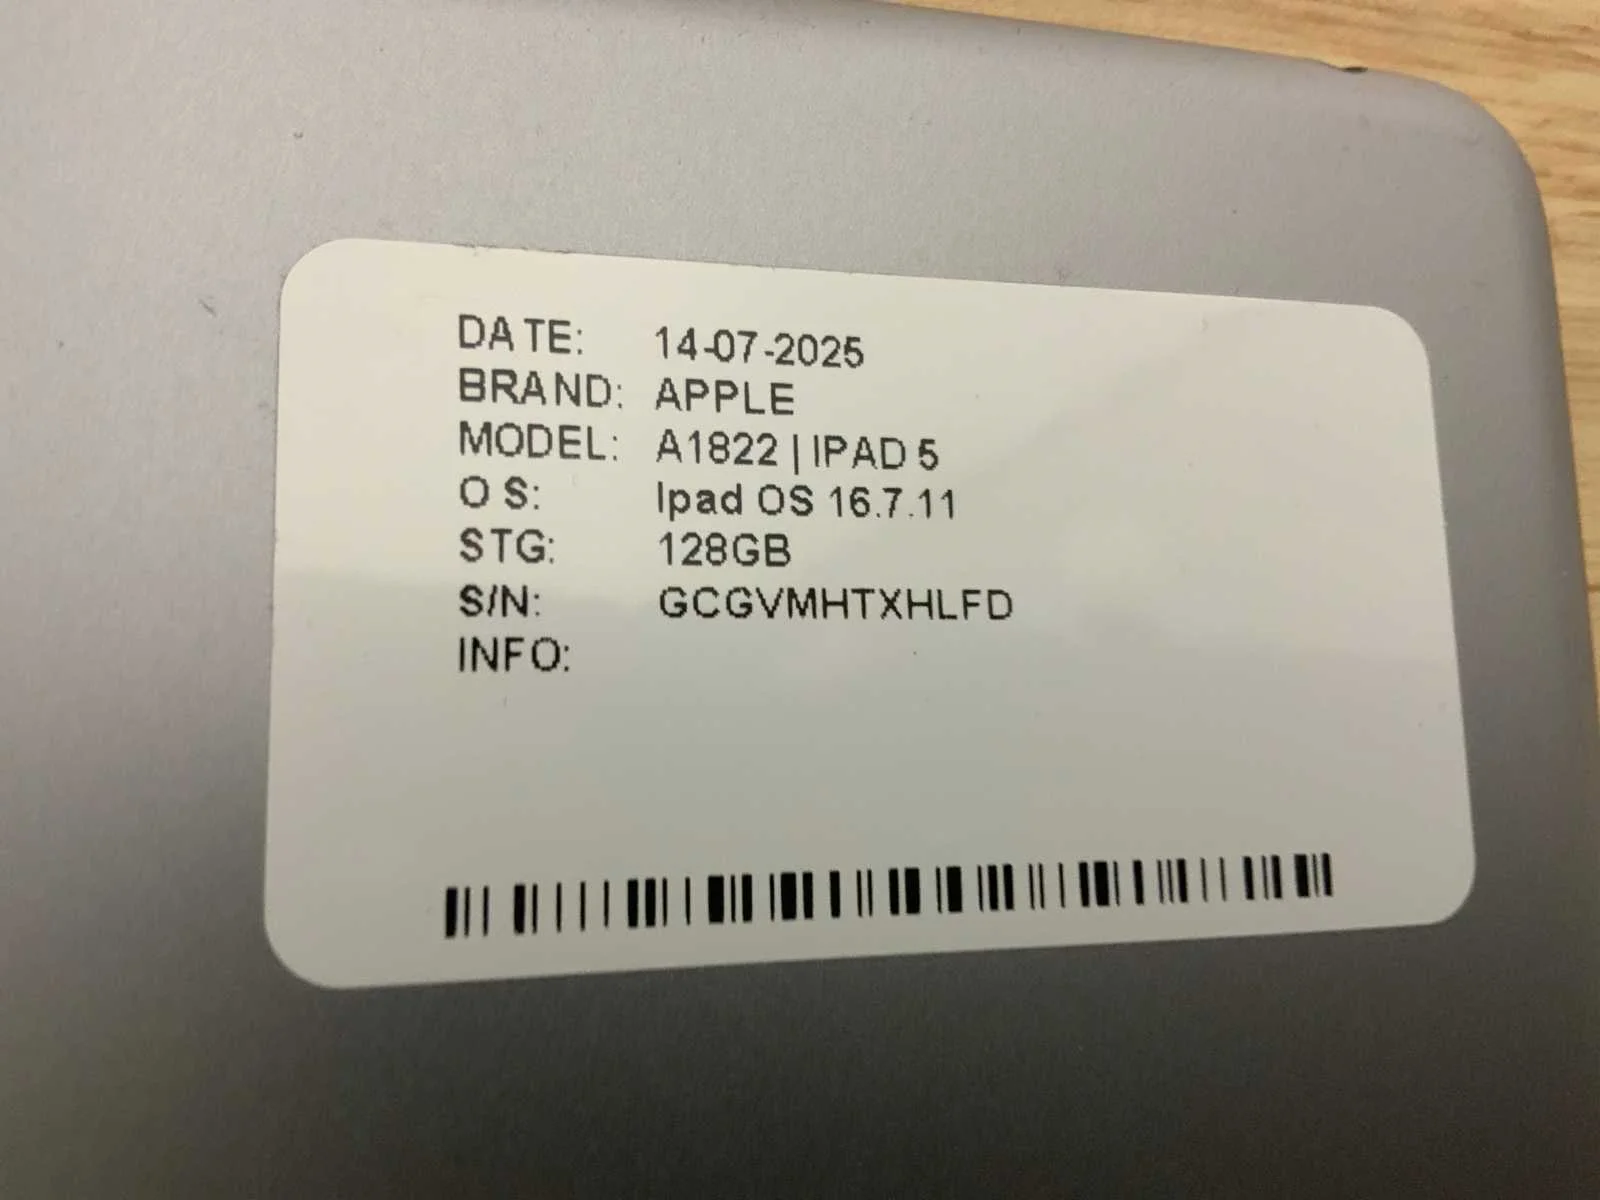 DATE: 14-07-2025
BRAND: APPLE
MODEL: A1822 | IPAD 5
O S: Ipad OS 16.7.11
STG: 128GB
S/N: GCGVMHTXHLFD
INFO: